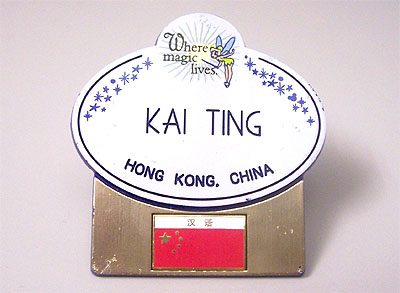 Where
magic
lives.
KAI TING
HONG KONG, CHINA
汉语